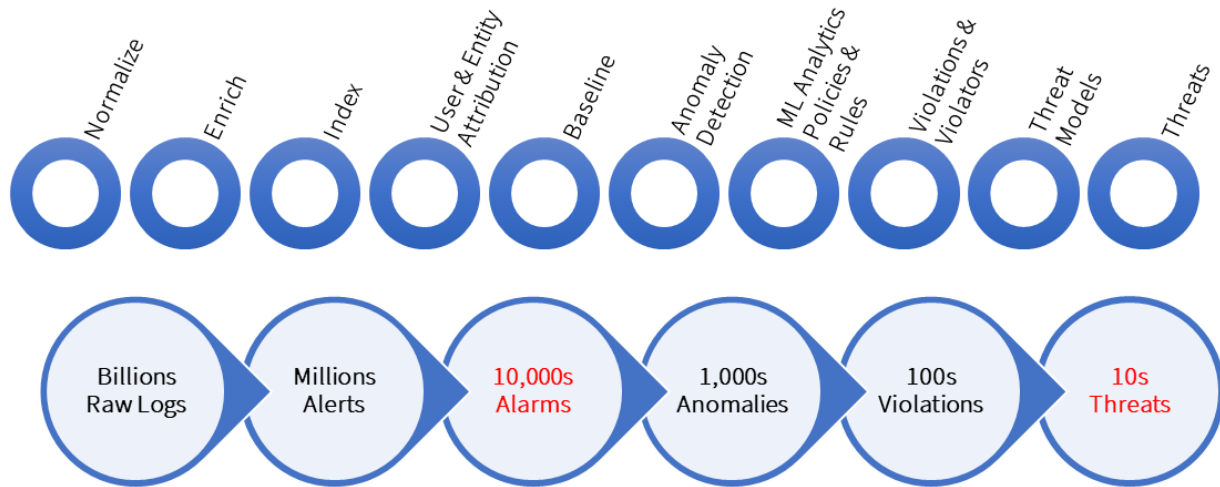 Normalize
Enrich
Index
User & Entity
Attribution
Baseline
Anomaly
Detection
ML Analytics
Policies &
Rules
Violations &
Violators
Threat
Models
Threats
Billions
Raw Logs
Millions
Alerts
10,000s
Alarms
1,000s
Anomalies
100s
Violations
10s
Threats